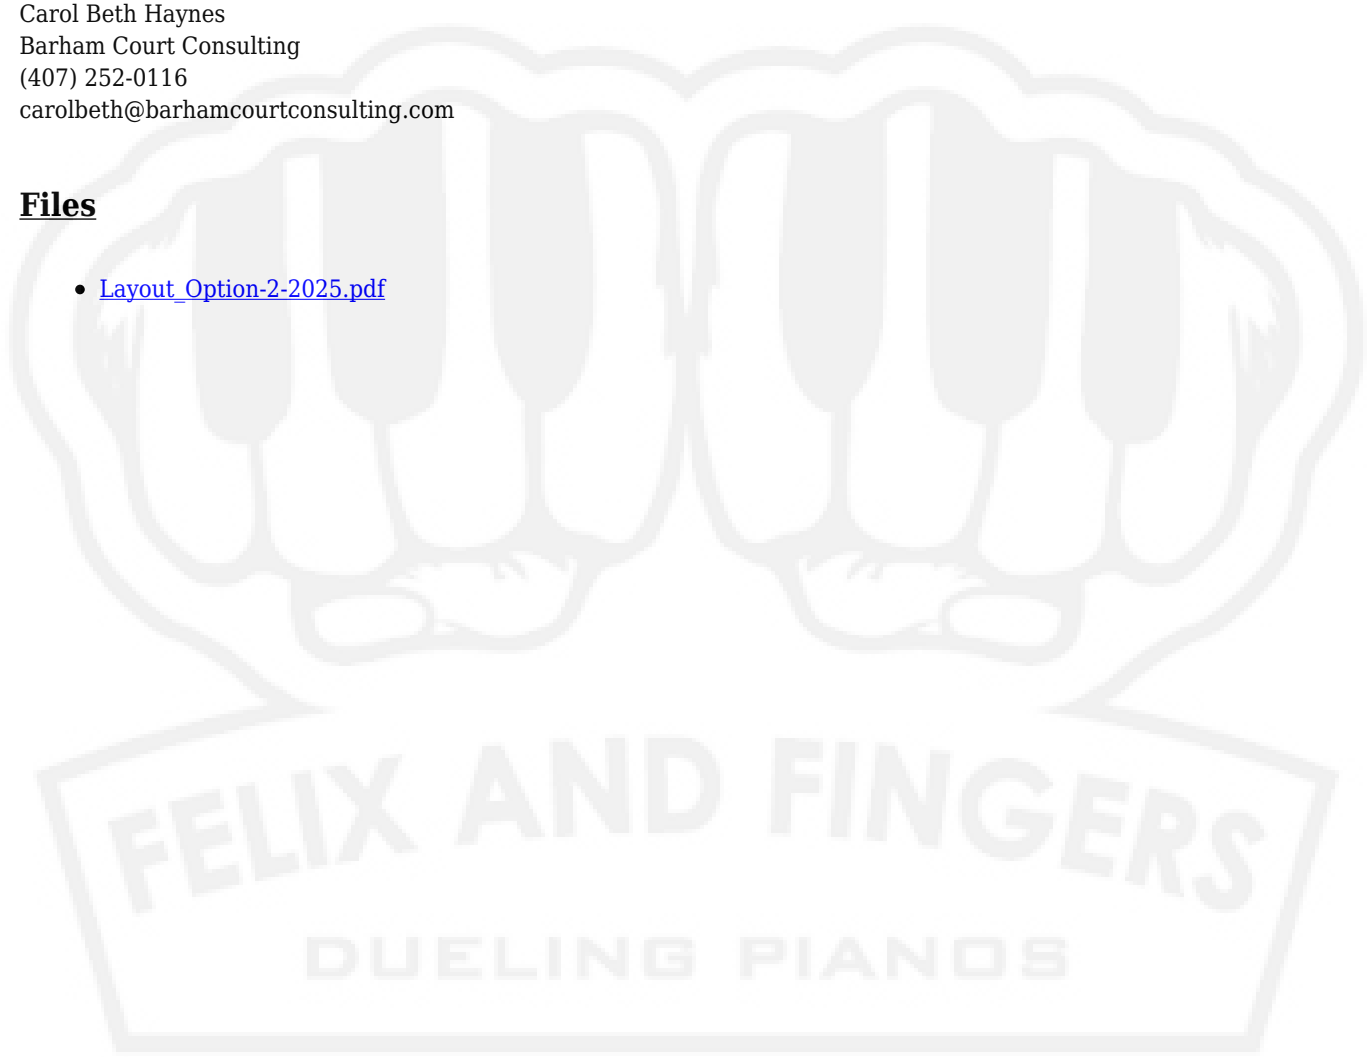 Carol Beth Haynes
Barham Court Consulting
(407) 252-0116
carolbeth@barhamcourtconsulting.com
Files
Layout_Option-2-2025.pdf
FELIX AND FINGERS
DUELING PIANOS